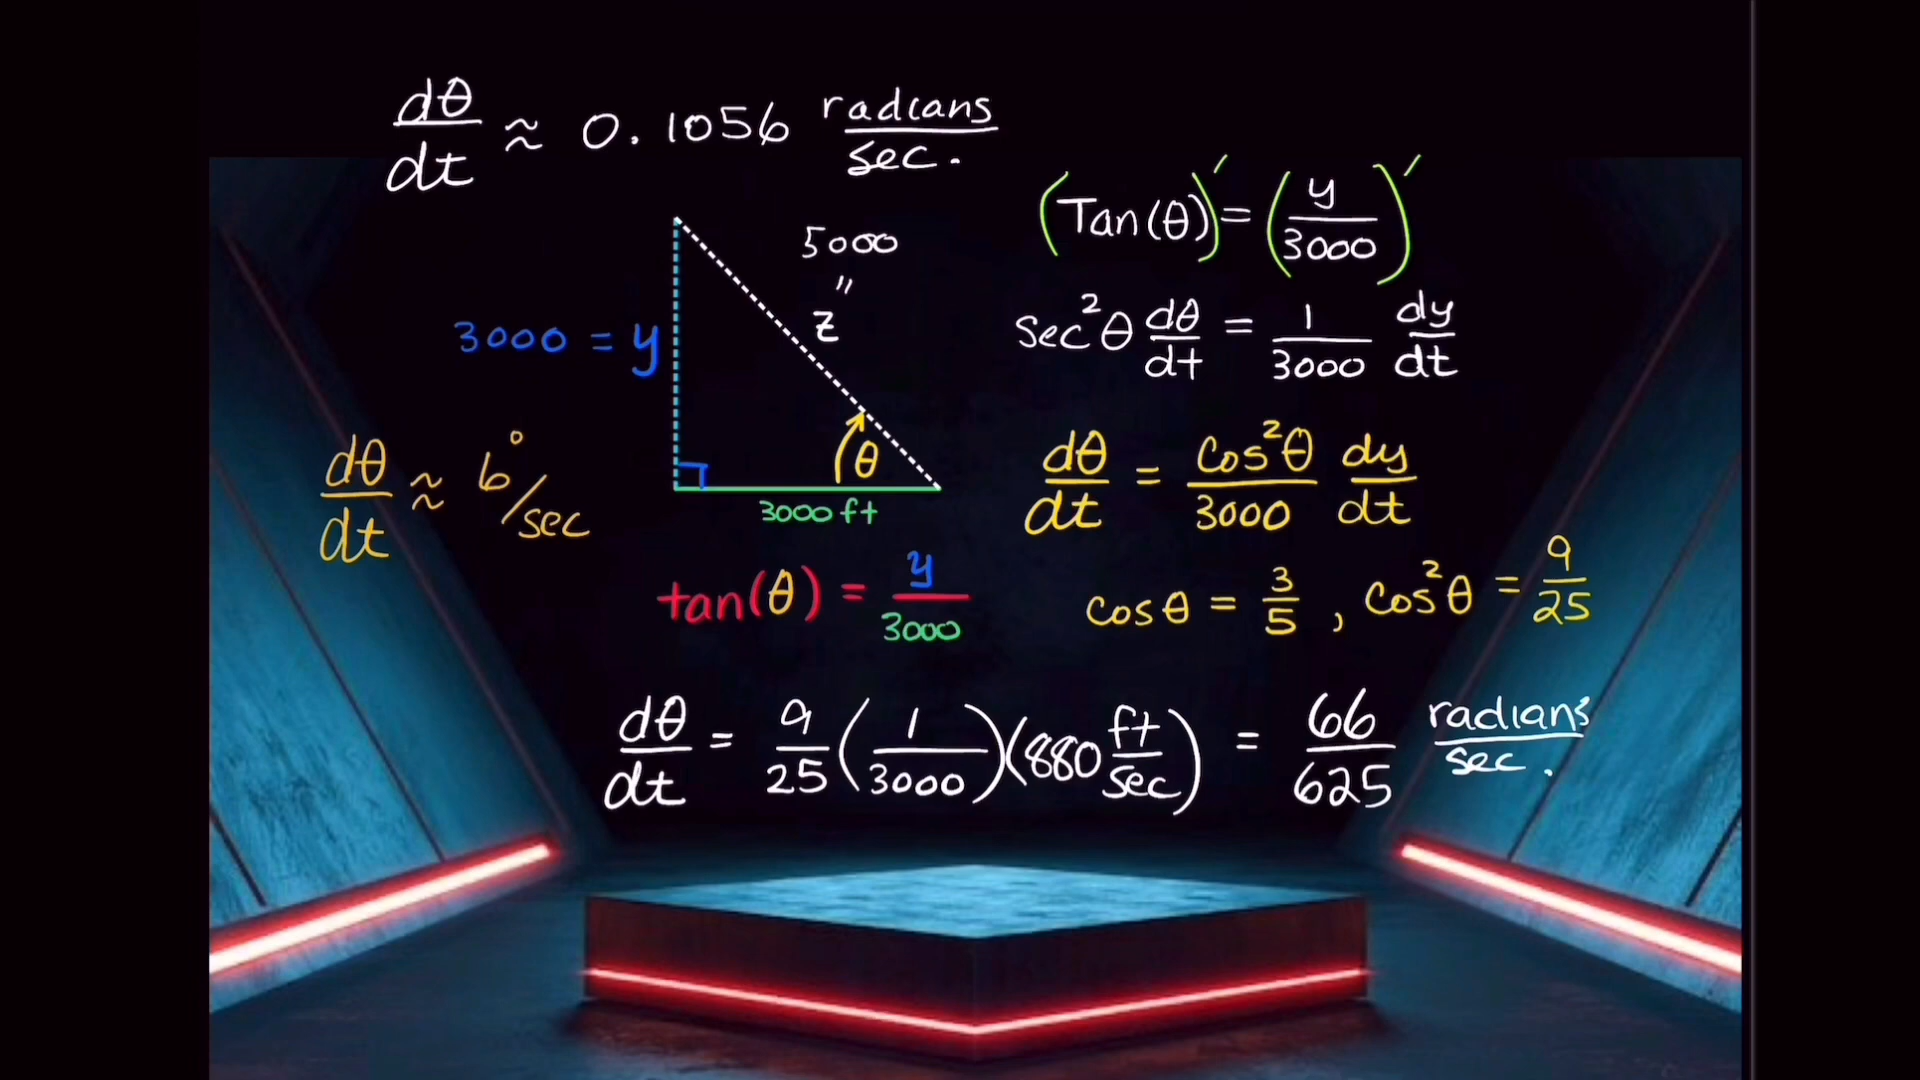 dθ/dt ≈ 0.1056 radians/sec.
(Tan(θ))' = (y/3000)'
5000
"
z
3000 = y
sec²θ dθ/dt = 1/3000 dy/dt
θ
3000 ft
dθ/dt ≈ 6°/sec
dθ/dt = cos²θ/3000 dy/dt
tan(θ) = y/3000
cosθ = 3/5 , cos²θ = 9/25
dθ/dt = 9/25 (1/3000)(880 ft/sec) = 66/625 radians/sec.